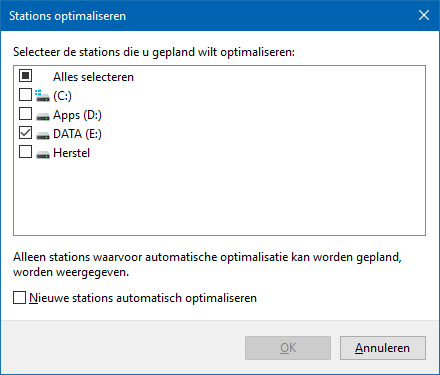 Stations optimaliseren
Selecteer de stations die u gepland wilt optimaliseren:
Alles selecteren
(C:)
Apps (D:)
DATA (E:)
Herstel
Alleen stations waarvoor automatische optimalisatie kan worden gepland,
worden weergegeven.
Nieuwe stations automatisch optimaliseren
OK
Annuleren